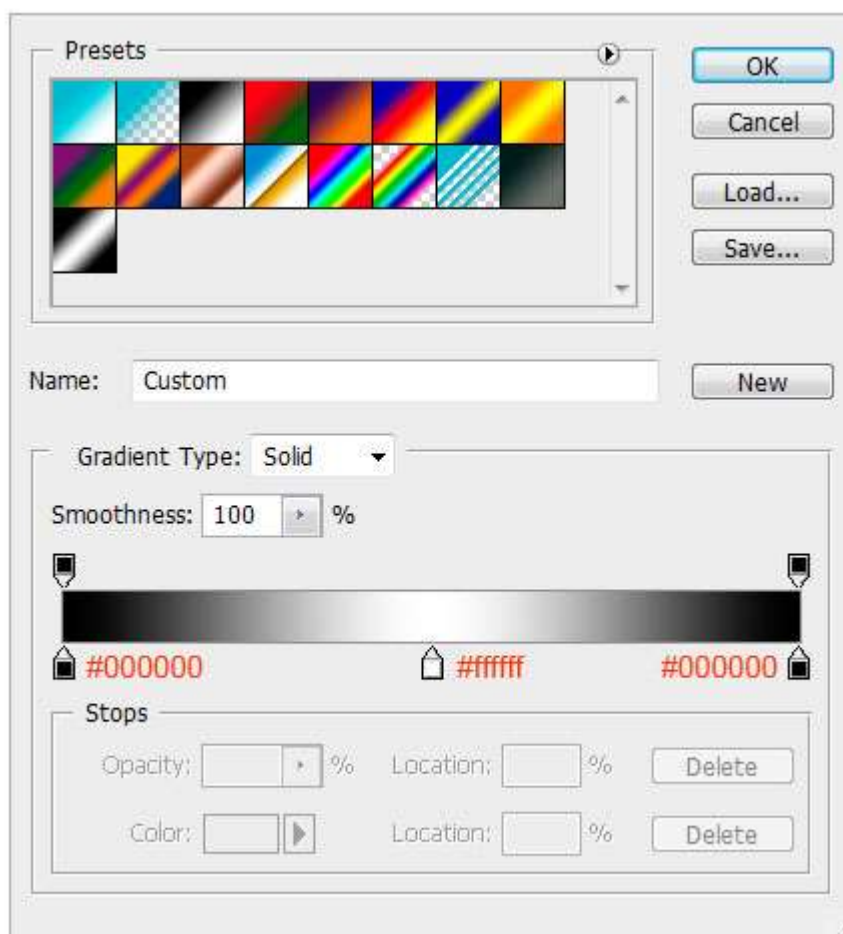 Presets
OK
Cancel
Load...
Save...
Name: Custom
New
Gradient Type: Solid
Smoothness: 100 %
#000000 #ffffff #000000
Stops
Opacity: % Location: % Delete
Color: Location: % Delete